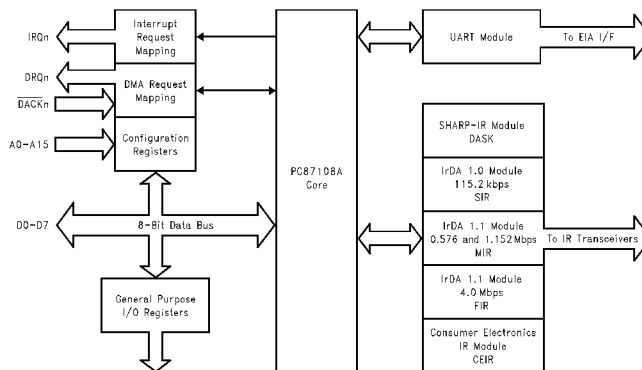 IRQn
Interrupt
Request
Mapping
DRQn
DMA Request
Mapping
DACKn
A0-A15
Configuration
Registers
D0-D7
8-Bit Data Bus
General Purpose
I/O Registers
PC87108A
Core
UART Module
To EIA I/F
SHARP-IR Module
DASK
IrDA 1.0 Module
115.2 kbps
SIR
IrDA 1.1 Module
0.576 and 1.152 Mbps
MIR
To IR Transceivers
IrDA 1.1 Module
4.0 Mbps
FIR
Consumer Electronics
IR Module
CEIR